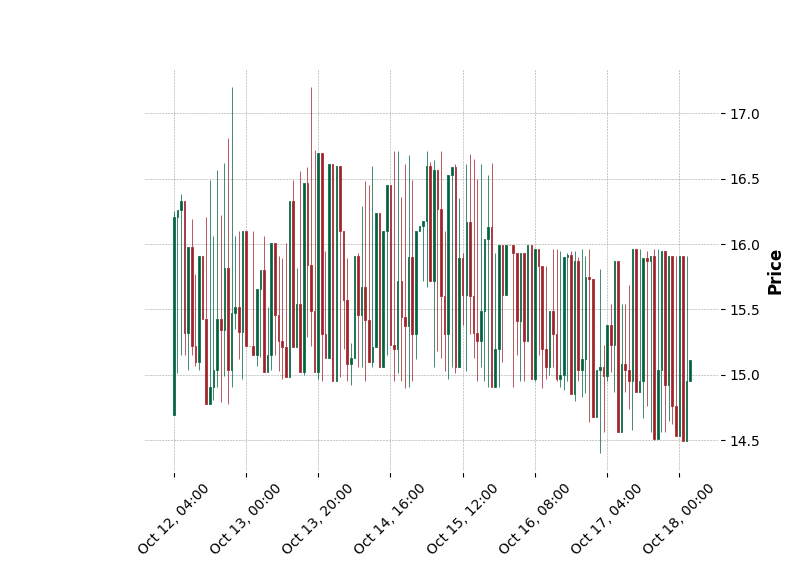 17.0
16.5
16.0
15.5
15.0
14.5
Price
Oct 12, 04:00
Oct 13, 00:00
Oct 13, 20:00
Oct 14, 16:00
Oct 15, 12:00
Oct 16, 08:00
Oct 17, 04:00
Oct 18, 00:00